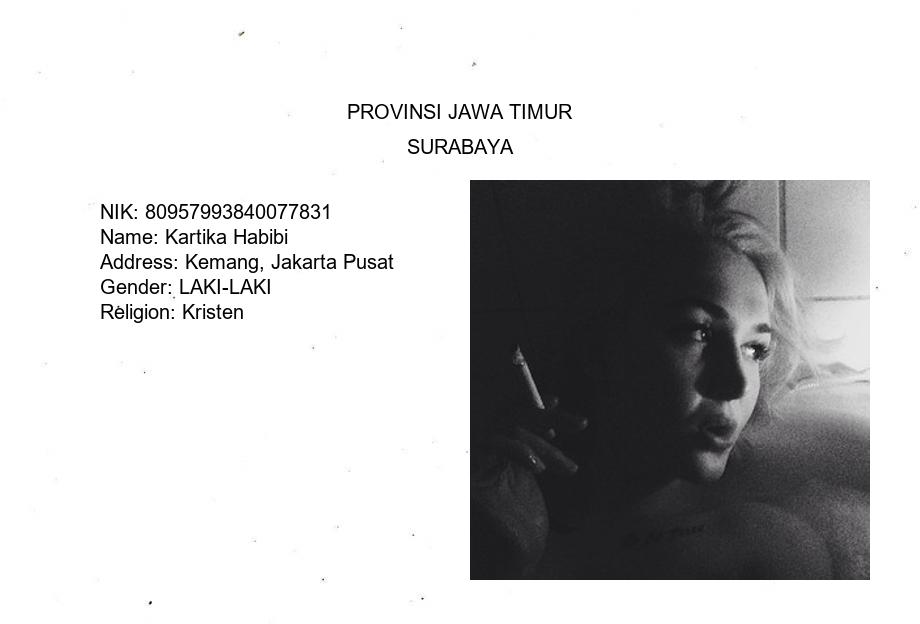 PROVINSI JAWA TIMUR
SURABAYA
NIK: 80957993840077831
Name: Kartika Habibi
Address: Kemang, Jakarta Pusat
Gender: LAKI-LAKI
Religion: Kristen